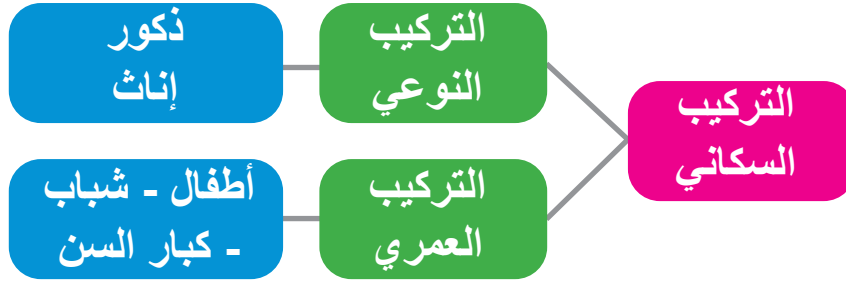 التركيب
السكاني
التركيب
النوعي
ذكور
إناث
التركيب
العمري
أطفال - شباب
- كبار السن